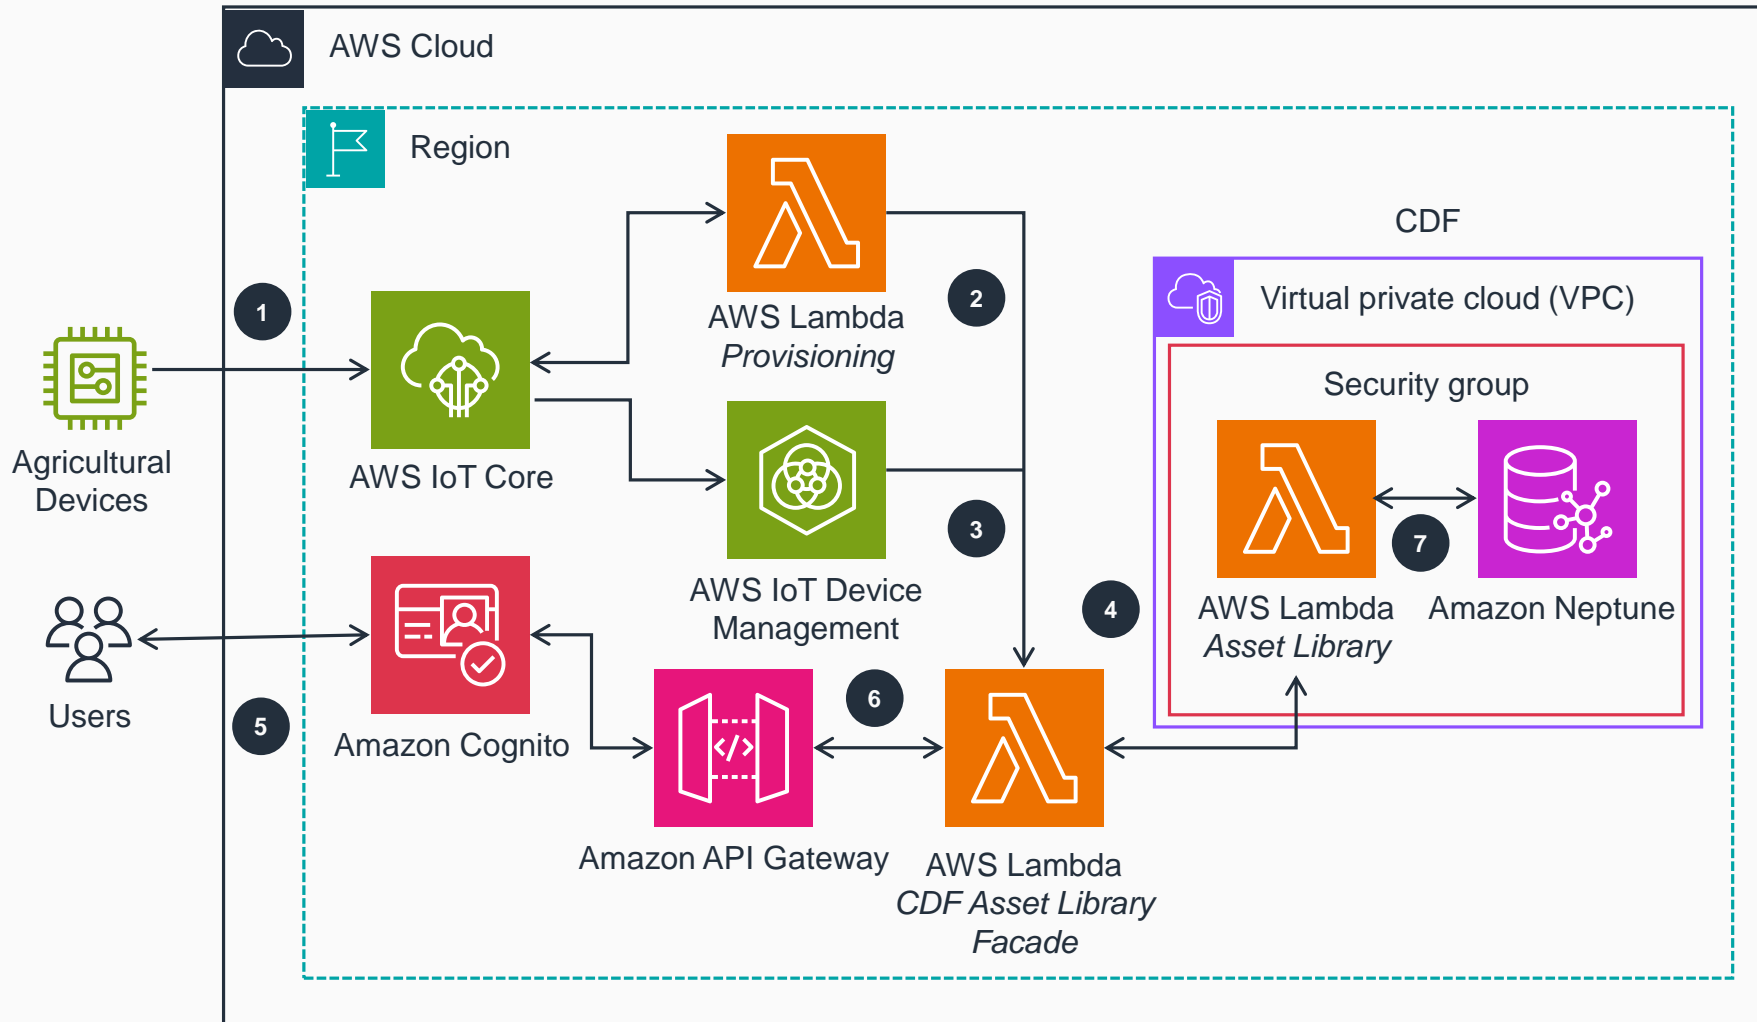 AWS Cloud
Region
AWS Lambda
Provisioning
2
CDF
Virtual private cloud (VPC)
Security group
1
Agricultural
Devices
AWS IoT Core
3
AWS IoT Device
Management
7
AWS Lambda
Asset Library
Amazon Neptune
4
Users
5
Amazon Cognito
6
Amazon API Gateway
AWS Lambda
CDF Asset Library
Facade